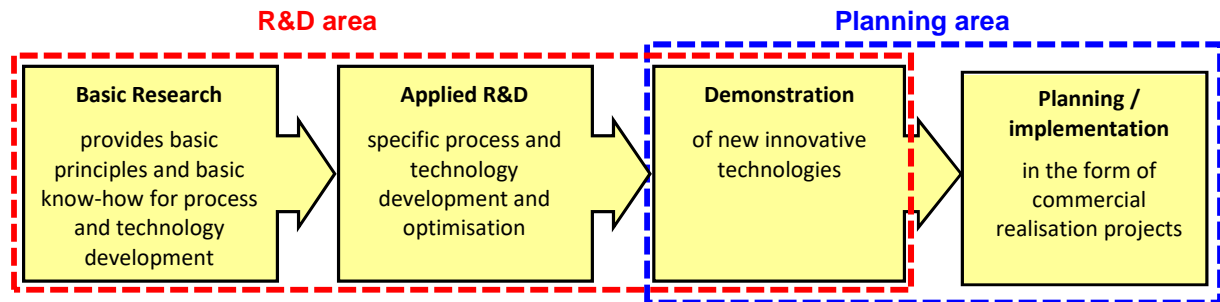 R&D area
Planning area
Basic Research
provides basic
principles and basic
know-how for process
and technology
development
Applied R&D
specific process and
technology
development and
optimisation
Demonstration
of new innovative
technologies
Planning /
implementation
in the form of
commercial
realisation projects